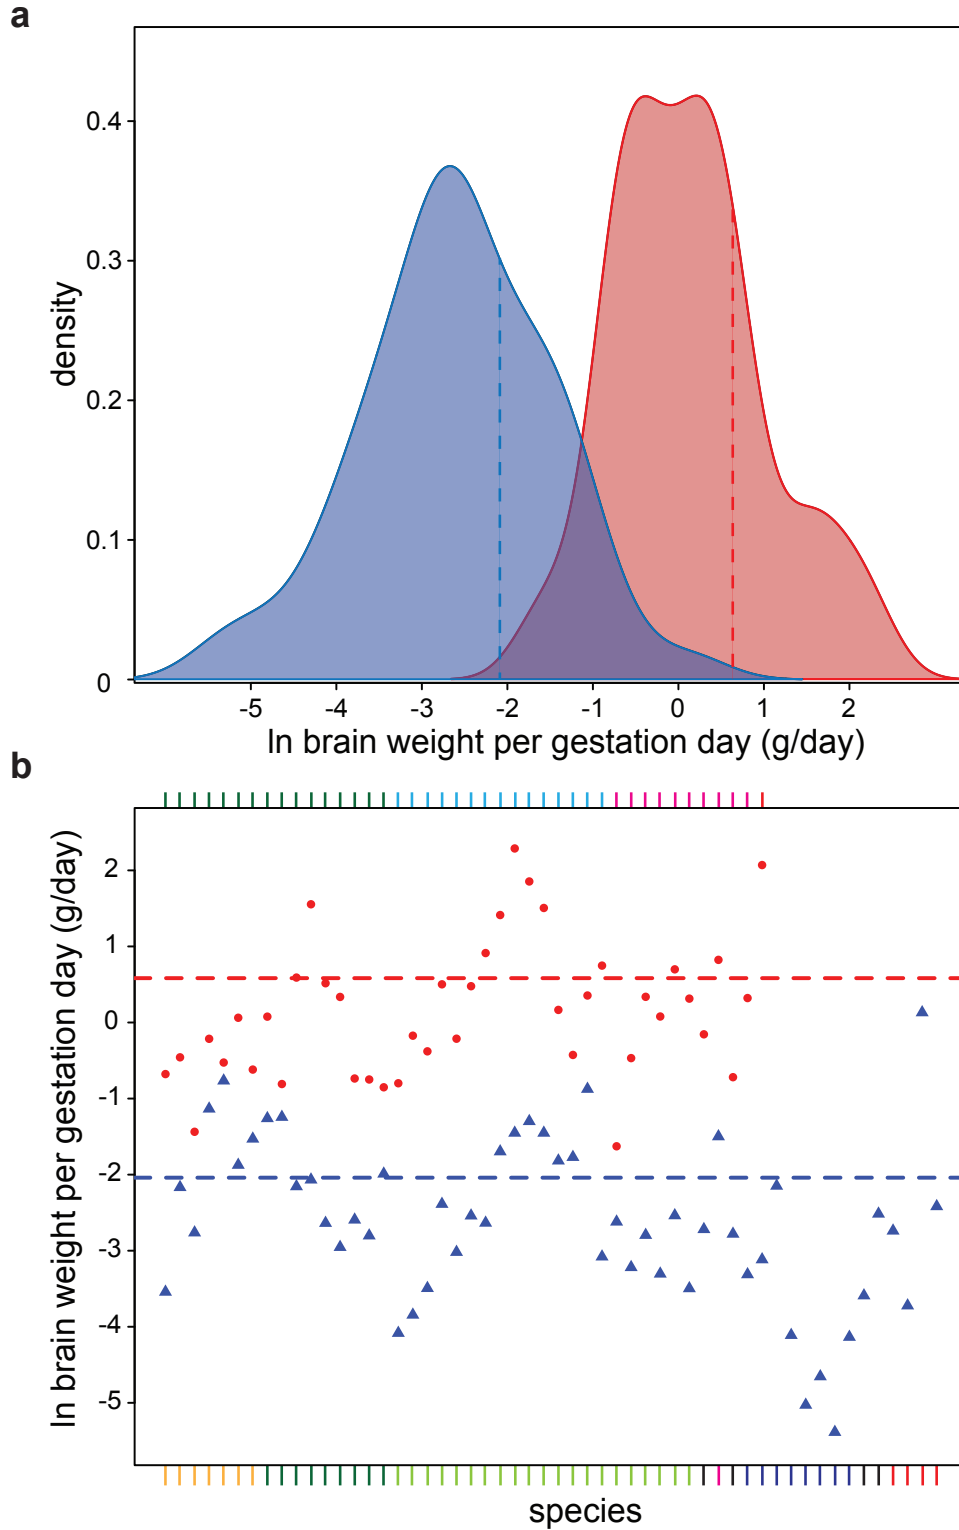 a
0.4
0.3
0.2
0.1
0
density
-5 -4 -3 -2 -1 0 1 2
ln brain weight per gestation day (g/day)
b
2
1
0
-1
-2
-3
-4
-5
ln brain weight per gestation day (g/day)
species